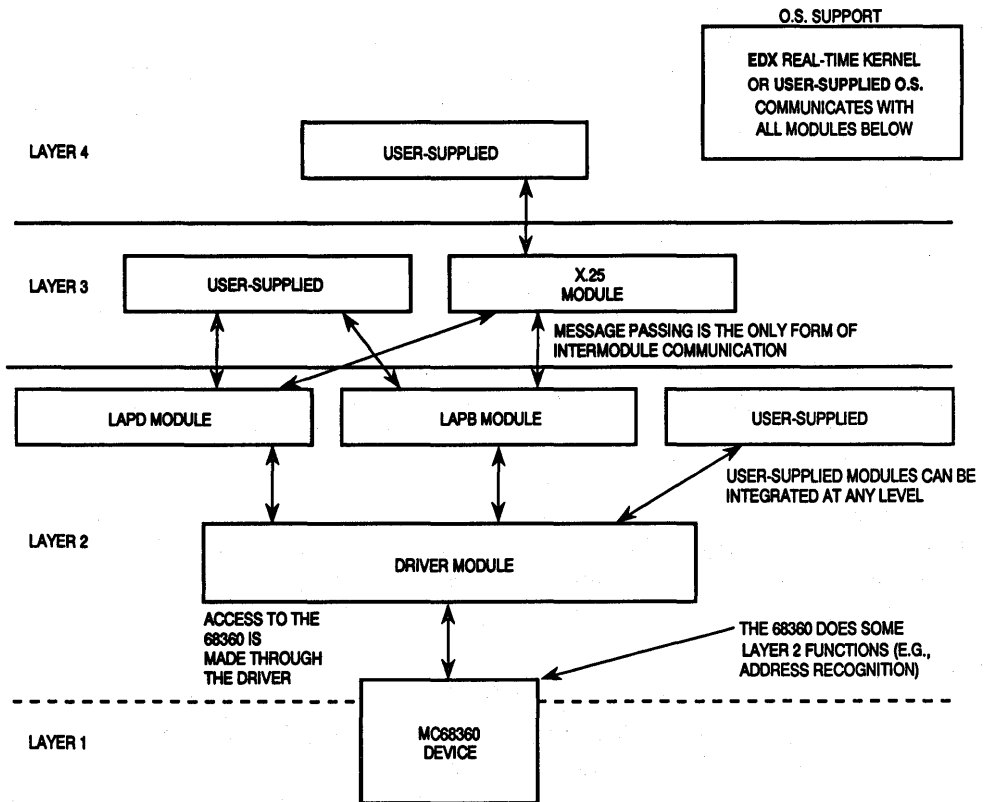 O.S. SUPPORT
EDX REAL-TIME KERNEL
OR USER-SUPPLIED O.S.
COMMUNICATES WITH
ALL MODULES BELOW
LAYER 4
USER-SUPPLIED
LAYER 3
USER-SUPPLIED
X.25
MODULE
MESSAGE PASSING IS THE ONLY FORM OF
INTERMODULE COMMUNICATION
LAPD MODULE
LAPB MODULE
USER-SUPPLIED
USER-SUPPLIED MODULES CAN BE
INTEGRATED AT ANY LEVEL
LAYER 2
DRIVER MODULE
ACCESS TO THE
68360 IS
MADE THROUGH
THE DRIVER
THE 68360 DOES SOME
LAYER 2 FUNCTIONS (E.G.,
ADDRESS RECOGNITION)
LAYER 1
MC68360
DEVICE